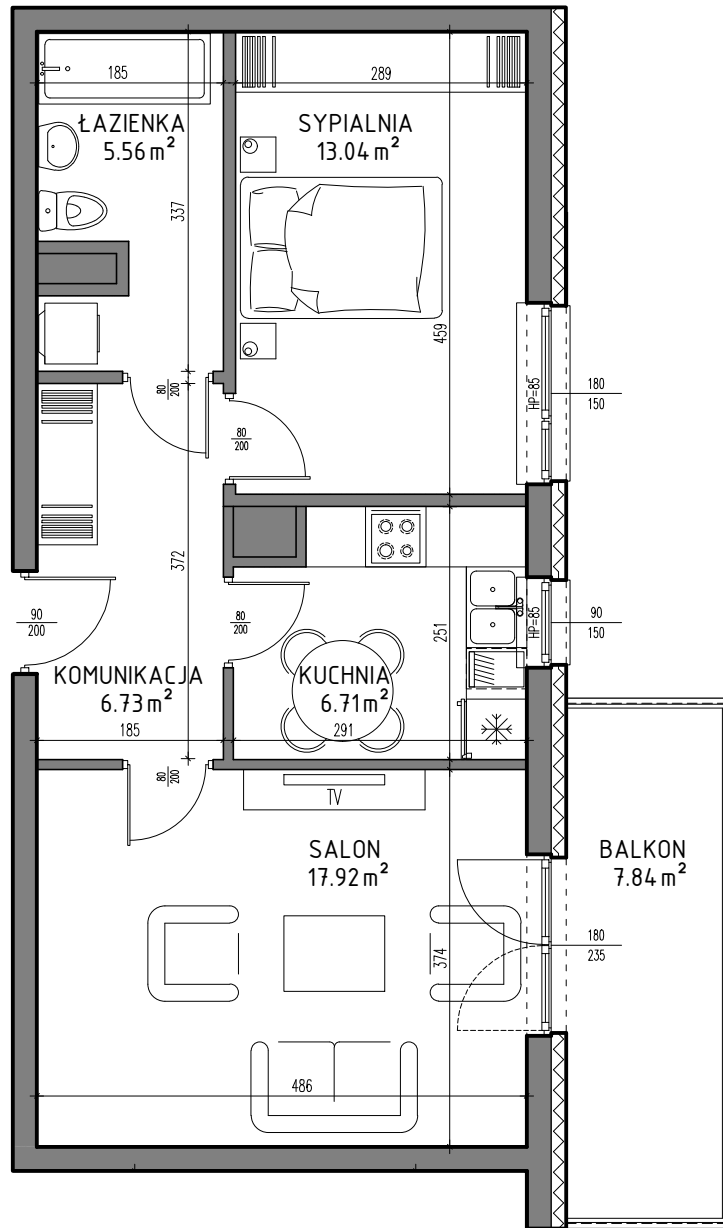 185
289
ŁAZIENKA
5.56 m²
SYPIALNIA
13.04 m²
337
459
80
200
80
200
HP=85
180
150
372
251
90
200
80
200
HP=85
90
150
KOMUNIKACJA
6.73 m²
KUCHNIA
6.71 m²
185
291
80
200
TV
SALON
17.92 m²
BALKON
7.84 m²
374
180
235
486